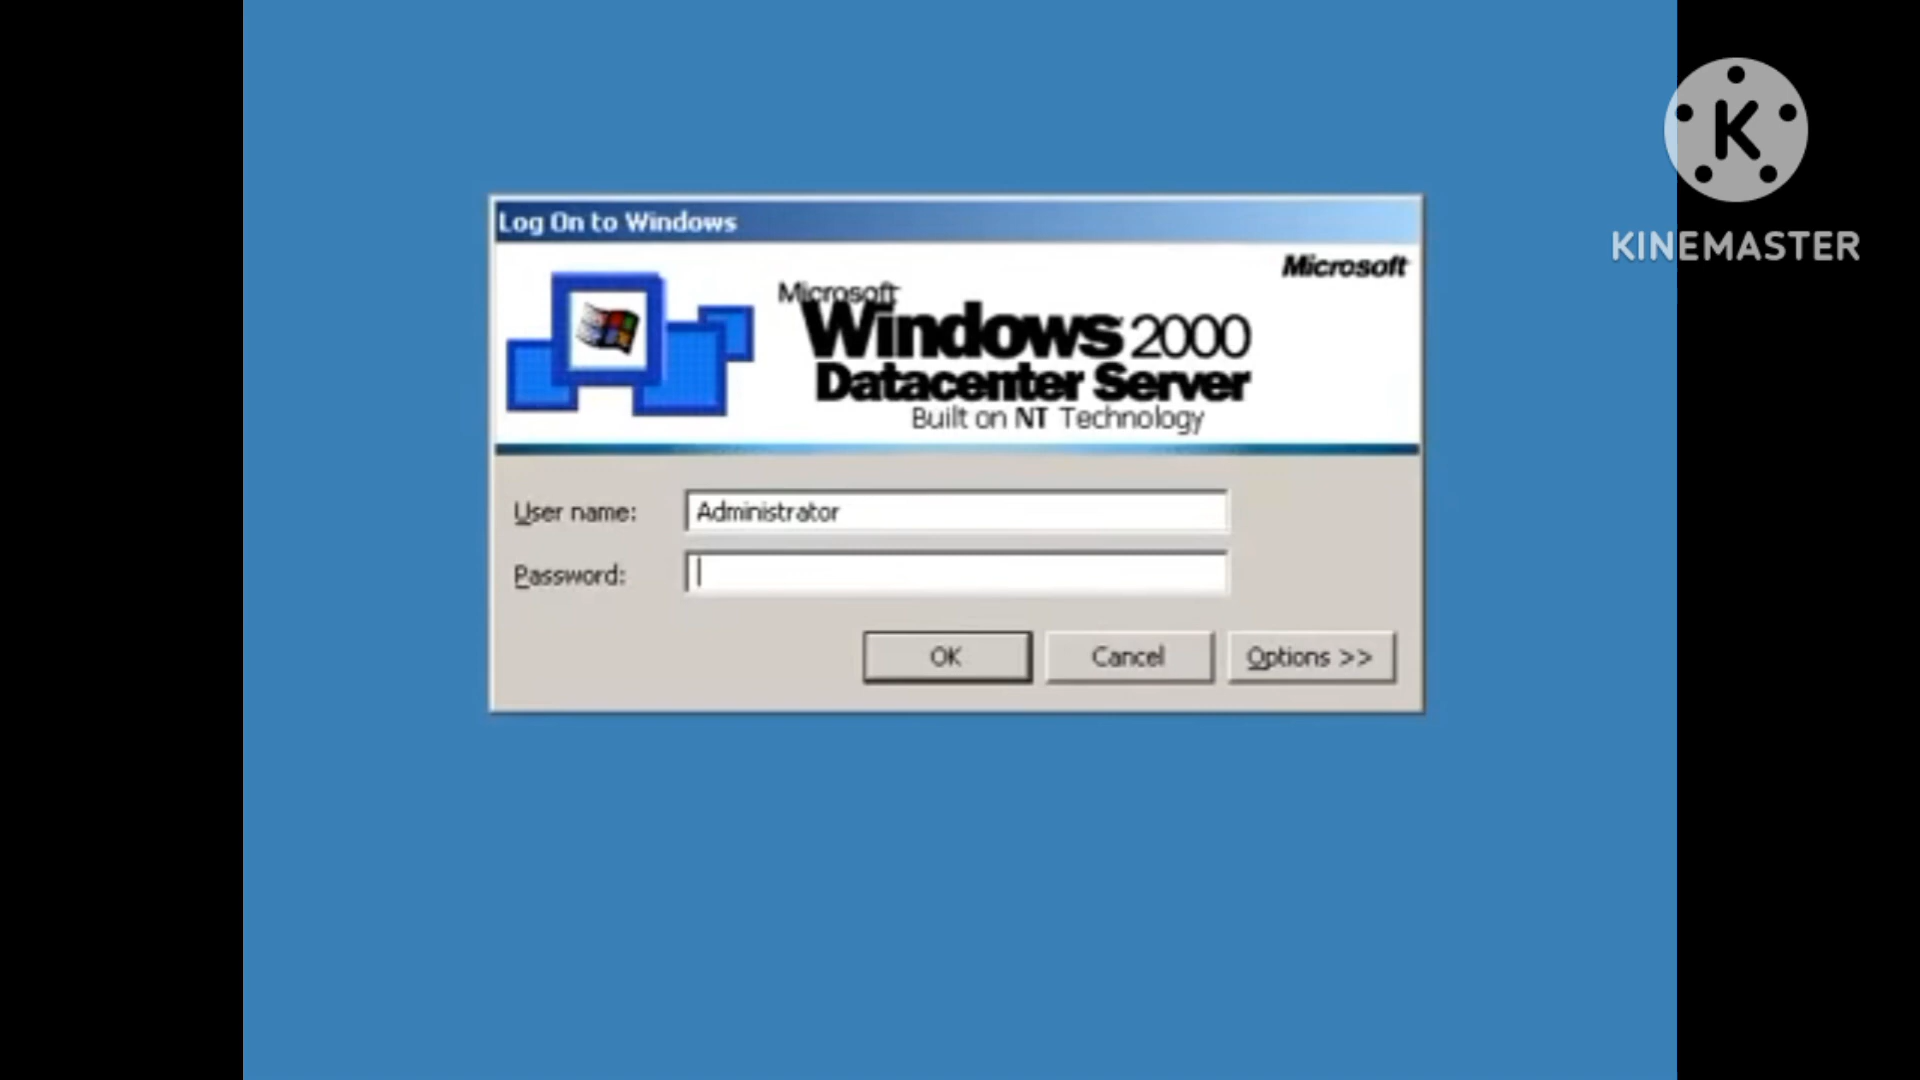 Log On to Windows
Microsoft
Microsoft
Windows 2000
Datacenter Server
Built on NT Technology
User name: Administrator
Password:
OK Cancel Options >>
K
KINEMASTER